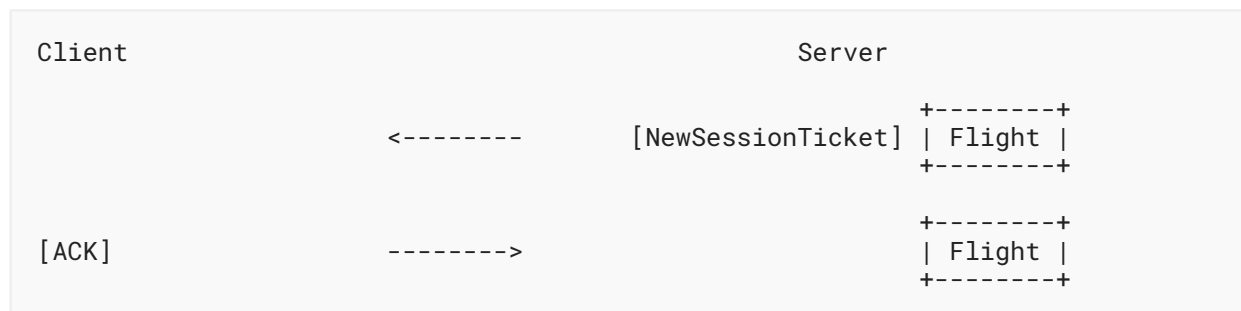 Client                                             Server

                                                           +--------+
                       <--------       [NewSessionTicket] | Flight |
                                                           +--------+

                                                           +--------+
[ACK]                  -------->                           | Flight |
                                                           +--------+